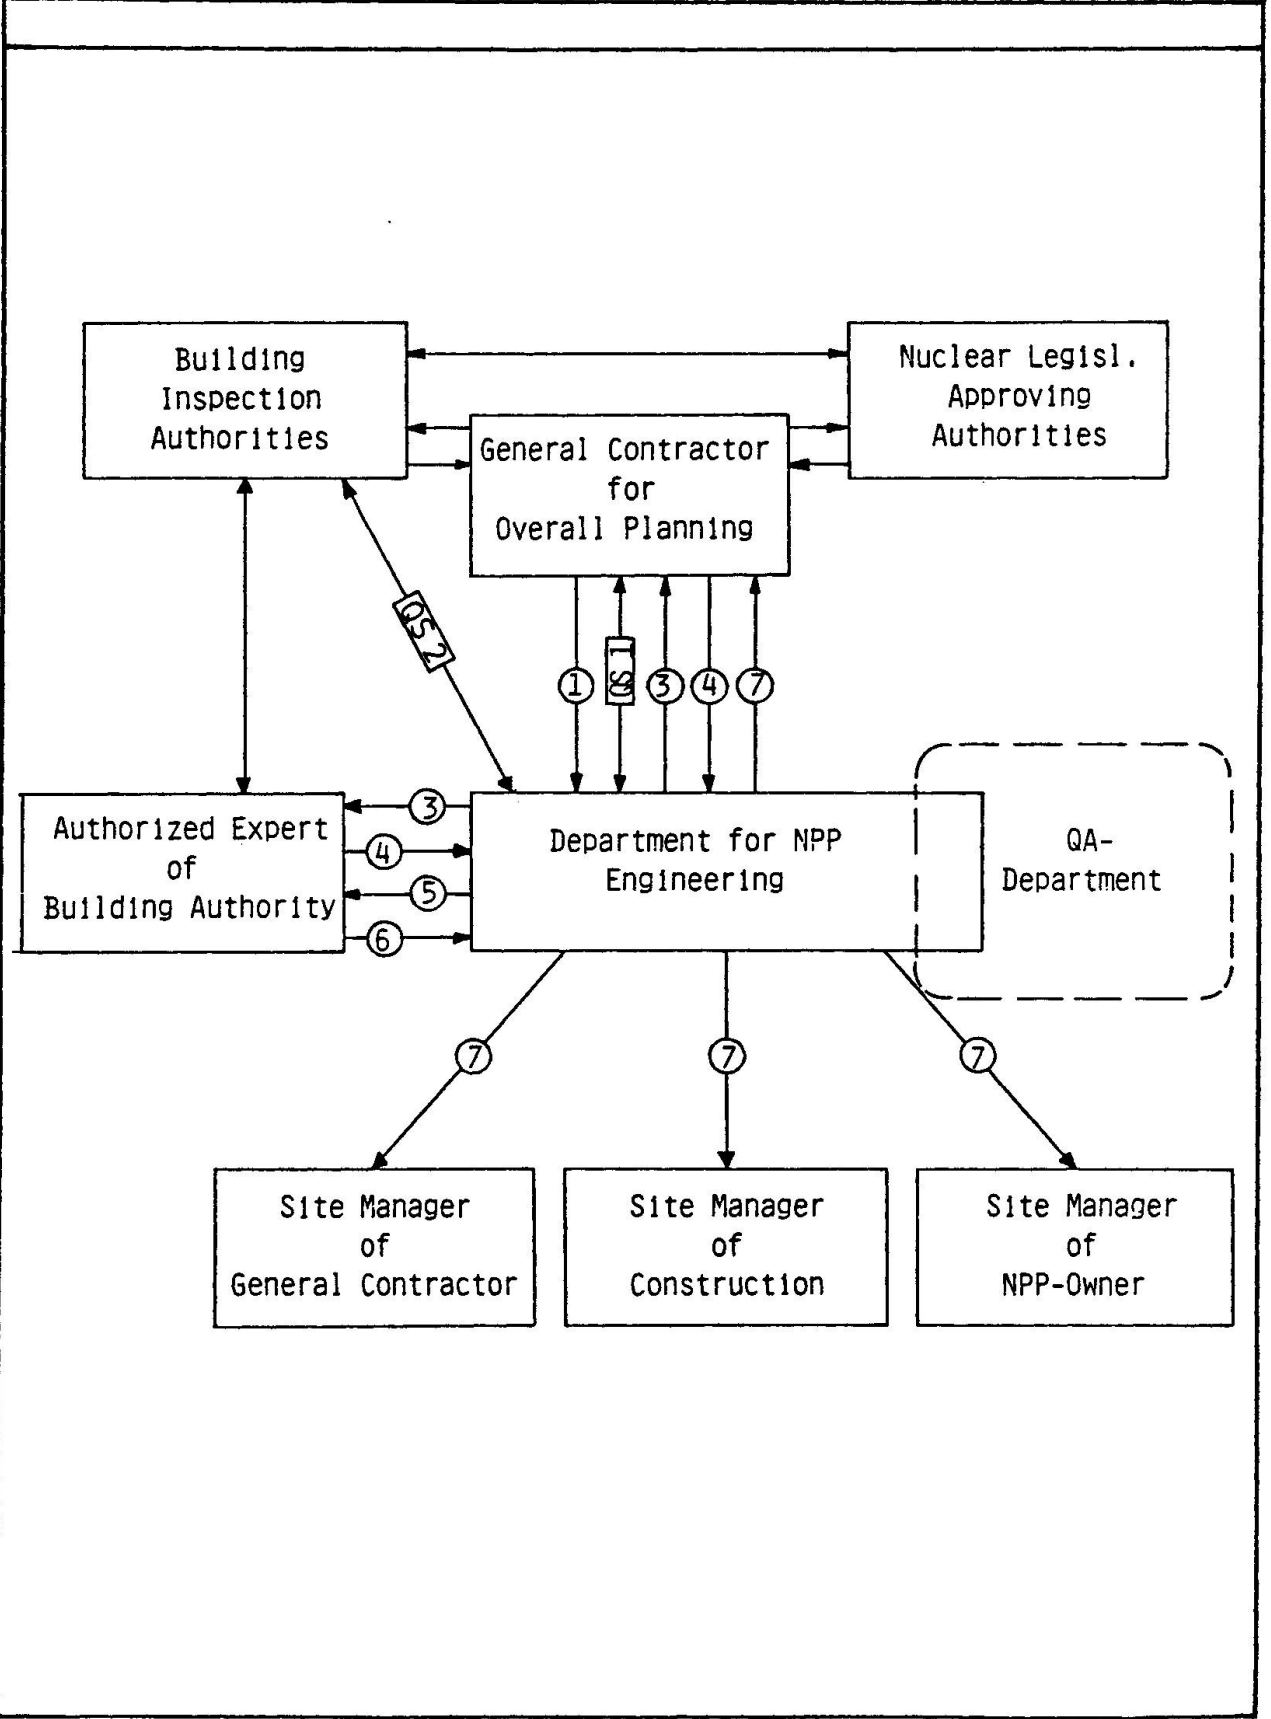 Building
Inspection
Authorities
Nuclear Legisl.
Approving
Authorities
General Contractor
for
Overall Planning
QS 2
1
QS 1
3
4
7
Authorized Expert
of
Building Authority
3
4
5
6
Department for NPP
Engineering
QA-
Department
7
7
7
Site Manager
of
General Contractor
Site Manager
of
Construction
Site Manager
of
NPP-Owner